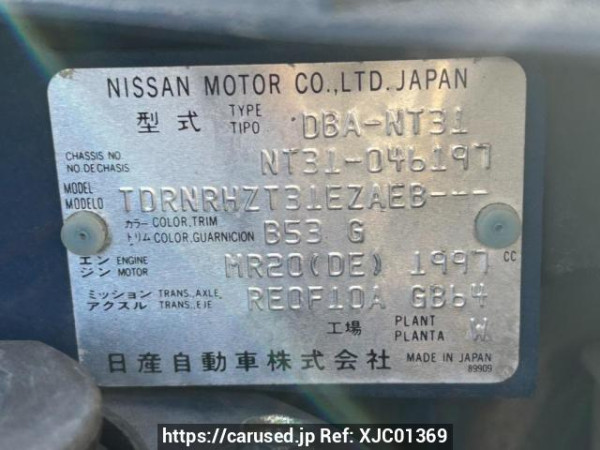 NISSAN MOTOR CO.,LTD. JAPAN
型式 TYPE TIPO DBA-NT31
CHASSIS NO. NO. DECHASIS NT31-046197
MODEL MODELO TDRNRHZT31EZAEB---
カラー トリム COLOR, TRIM COLOR, GUARNICION B53 G
エンジン ENGINE MOTOR MR20(DE) 1997 CC
ミッション アクスル TRANS., AXLE TRANS., EJE RE0F10A GB64
工場 PLANT PLANTA W
日産自動車株式会社 MADE IN JAPAN
89909
https://carused.jp Ref: XJC01369